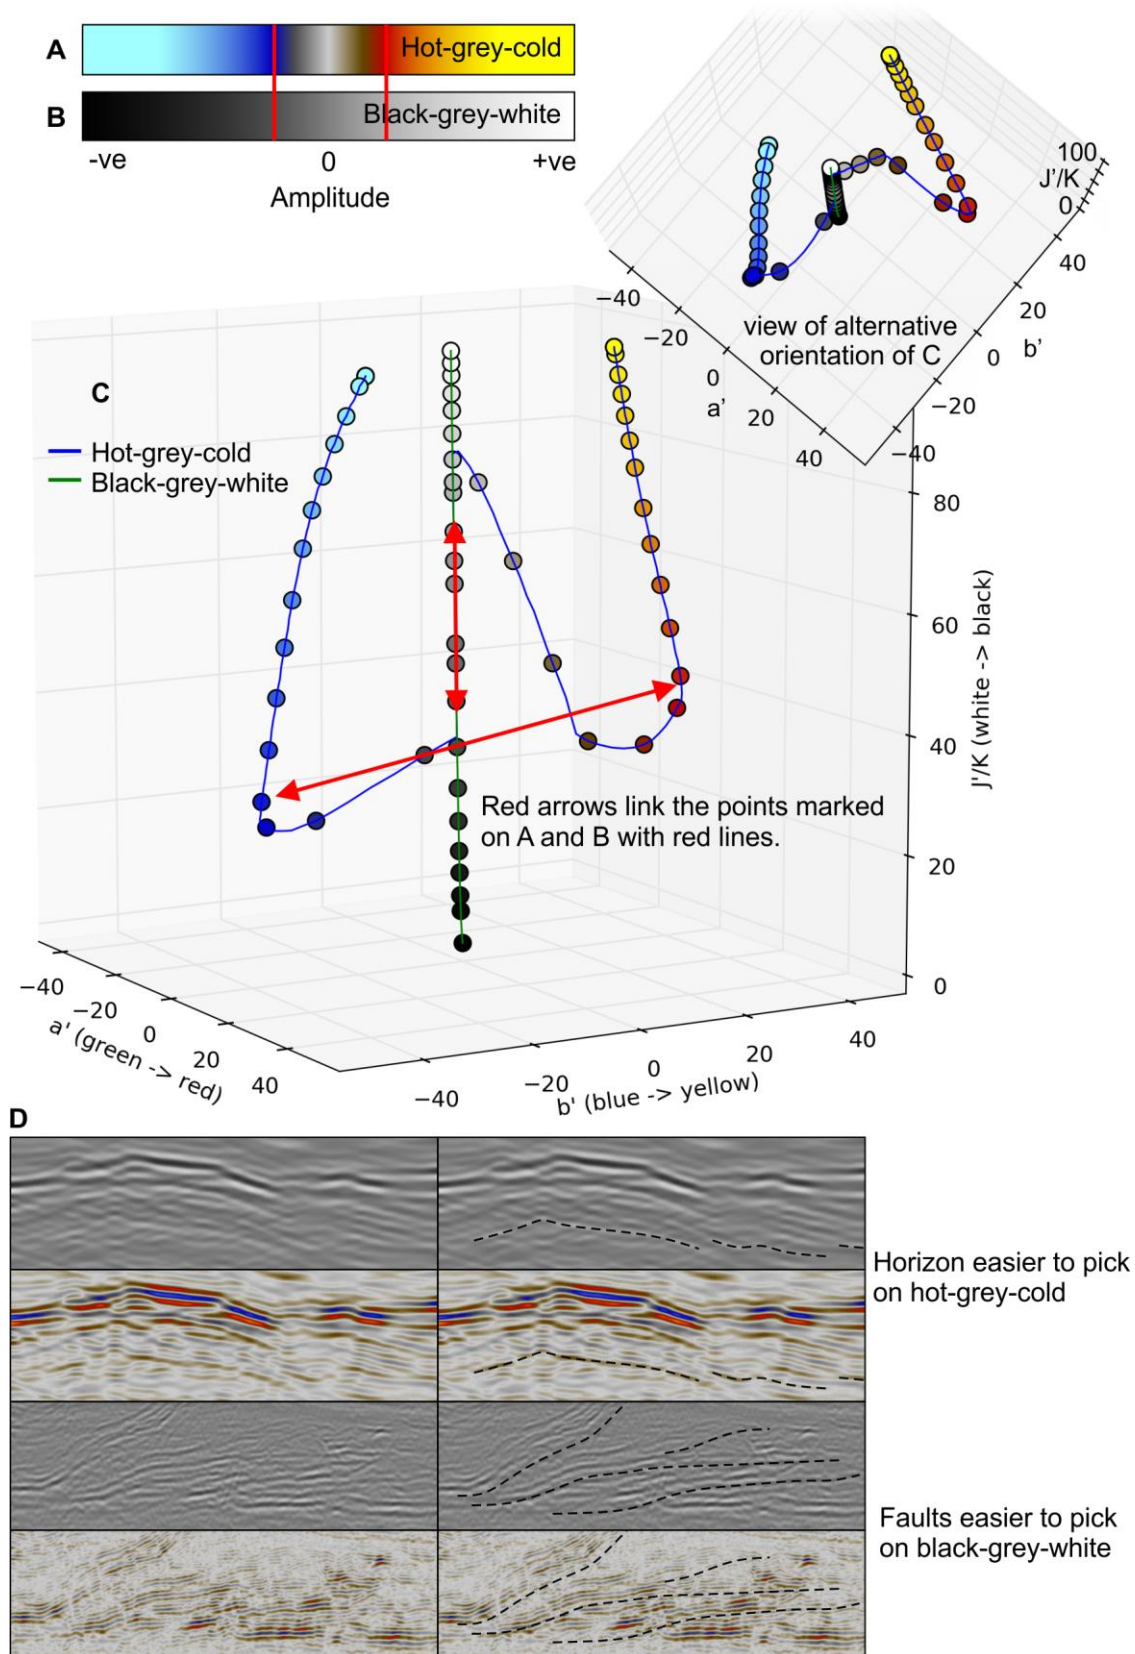 A
Hot-grey-cold
B
Black-grey-white
-ve
0
+ve
Amplitude
100
J'/K
0
40
20
0
b'
−20
−40
−40
−20
0
a'
20
40
view of alternative
orientation of C
C
Hot-grey-cold
Black-grey-white
80
60
40
20
0
J'/K (white -> black)
Red arrows link the points marked
on A and B with red lines.
−40
−20
0
20
40
a' (green -> red)
−40
−20
0
20
40
b' (blue -> yellow)
D
Horizon easier to pick
on hot-grey-cold
Faults easier to pick
on black-grey-white